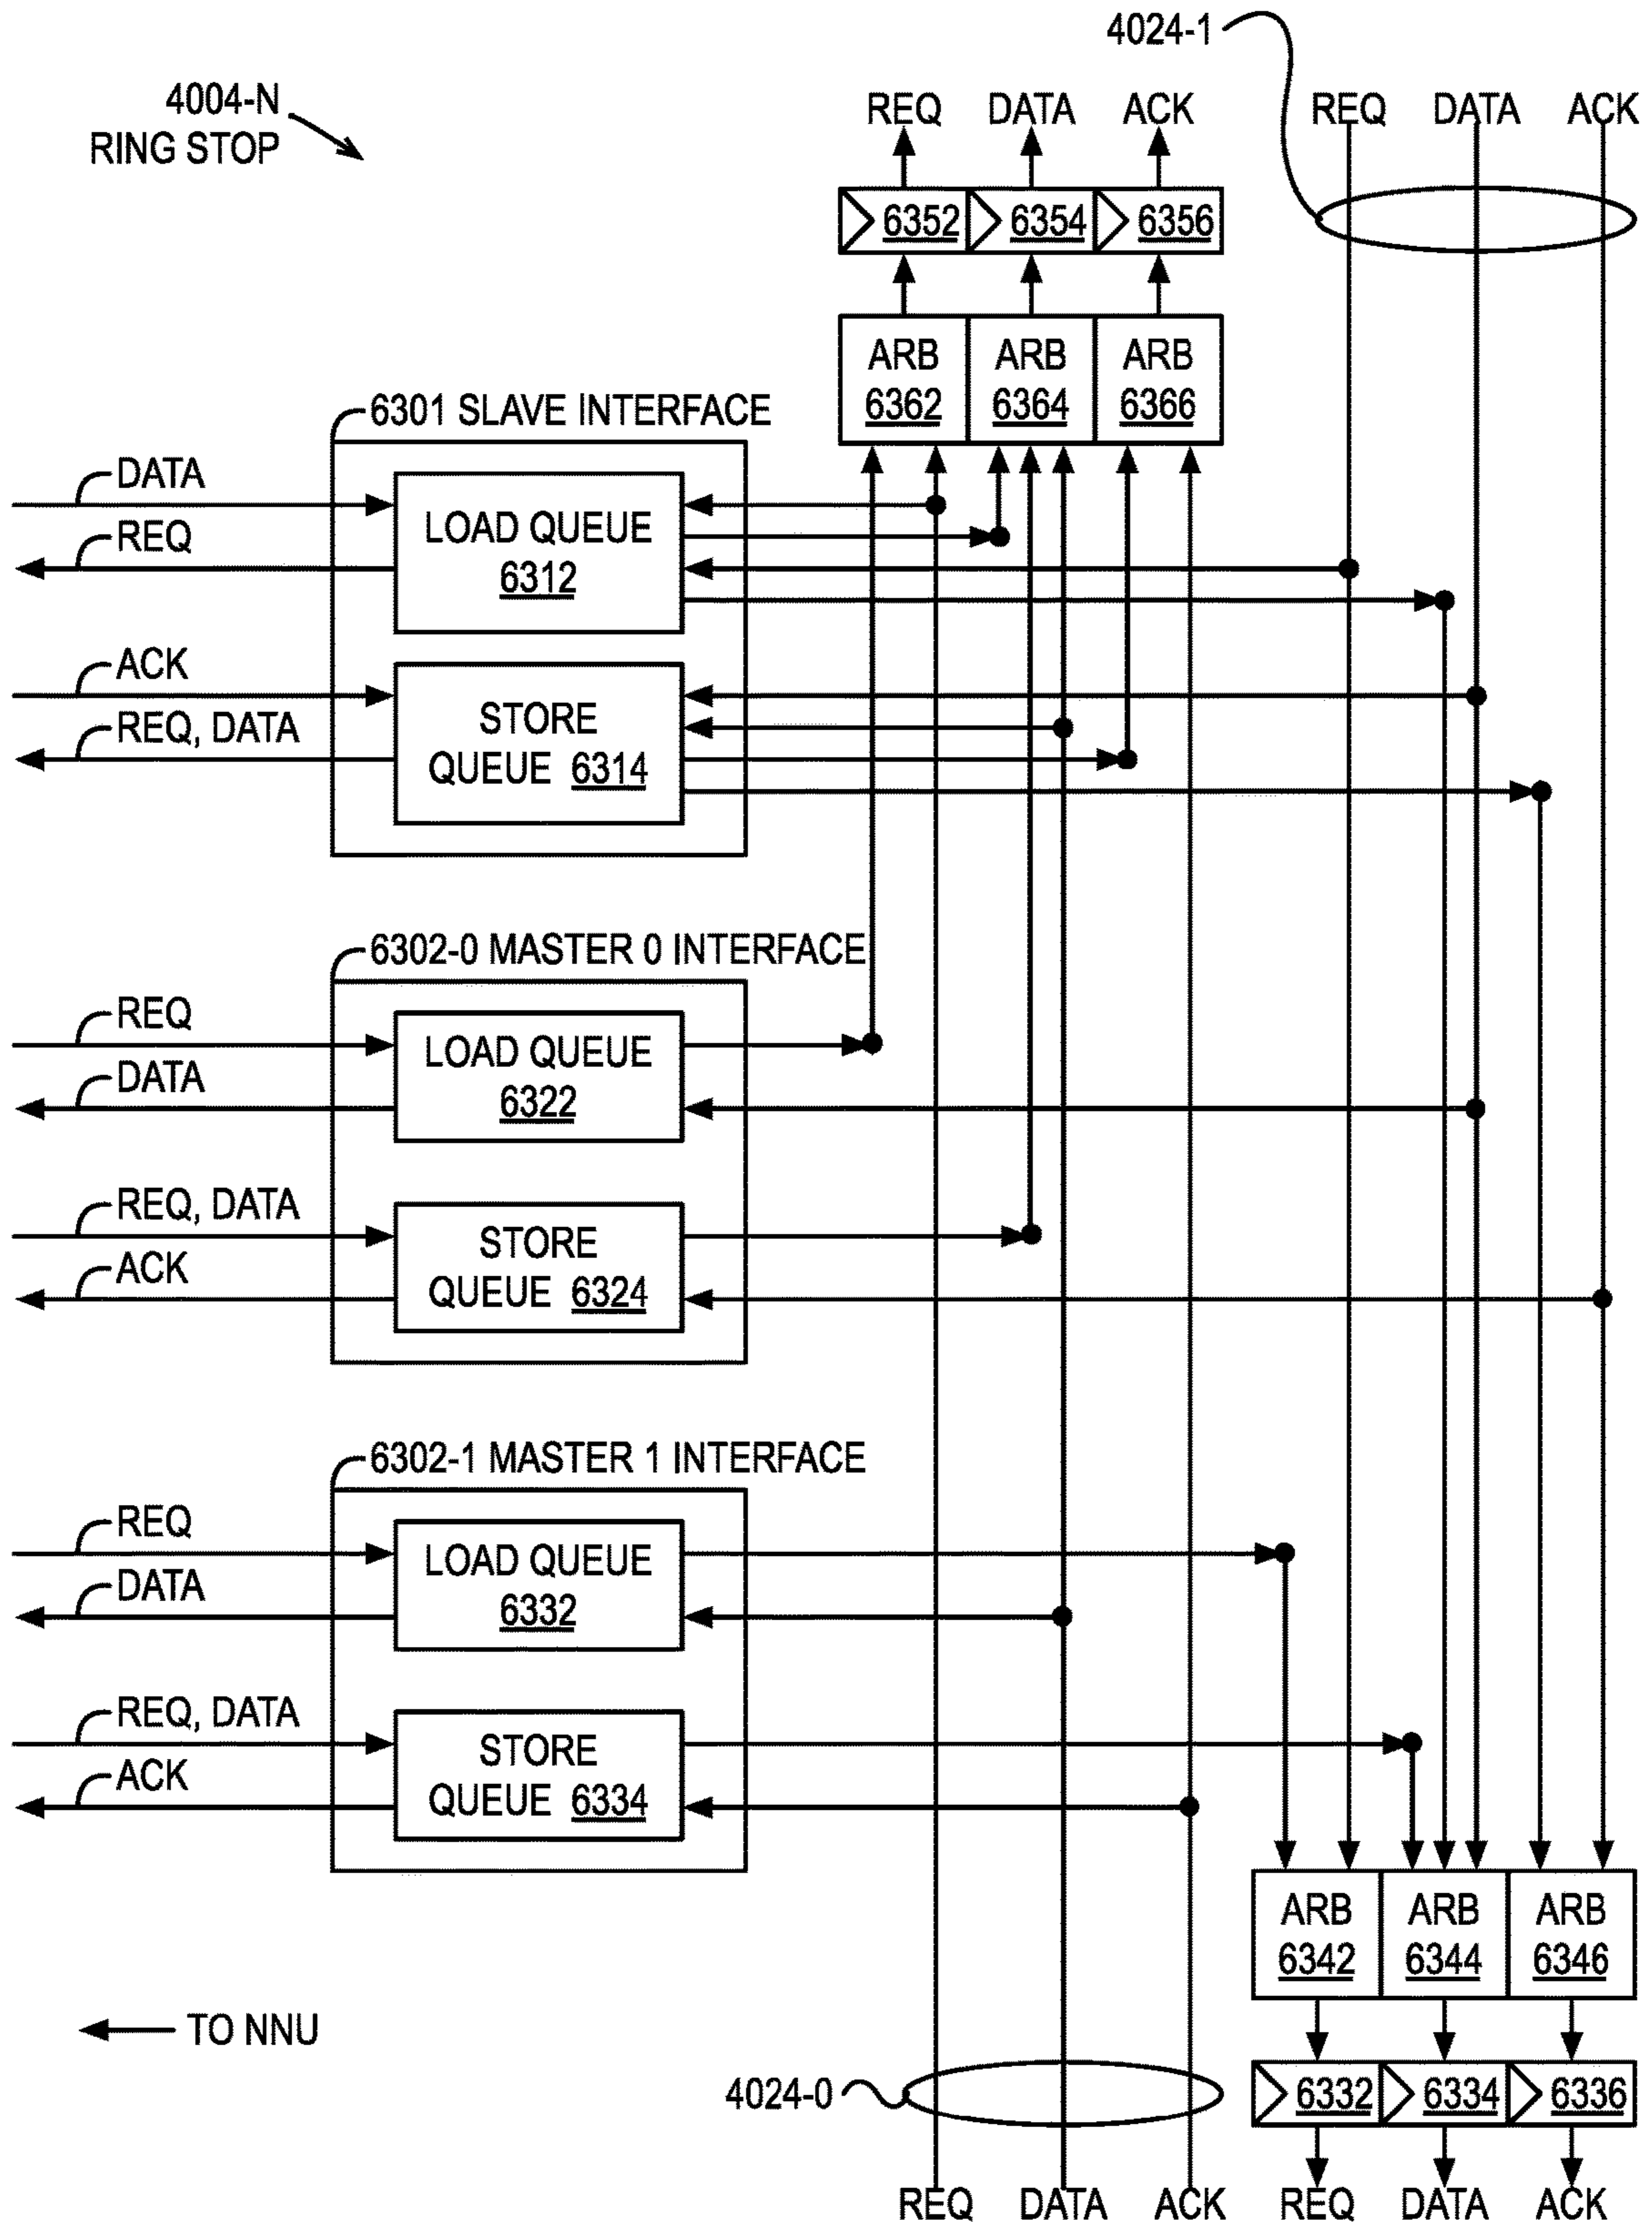 4024-1
4004-N
RING STOP
REQ DATA ACK REQ DATA ACK
6352 6354 6356
ARB 6362 ARB 6364 ARB 6366
6301 SLAVE INTERFACE
DATA
REQ
LOAD QUEUE
6312
ACK
REQ, DATA
STORE
QUEUE 6314
6302-0 MASTER 0 INTERFACE
REQ
DATA
LOAD QUEUE
6322
REQ, DATA
ACK
STORE
QUEUE 6324
6302-1 MASTER 1 INTERFACE
REQ
DATA
LOAD QUEUE
6332
REQ, DATA
ACK
STORE
QUEUE 6334
ARB 6342 ARB 6344 ARB 6346
TO NNU
4024-0
6332 6334 6336
REQ DATA ACK REQ DATA ACK